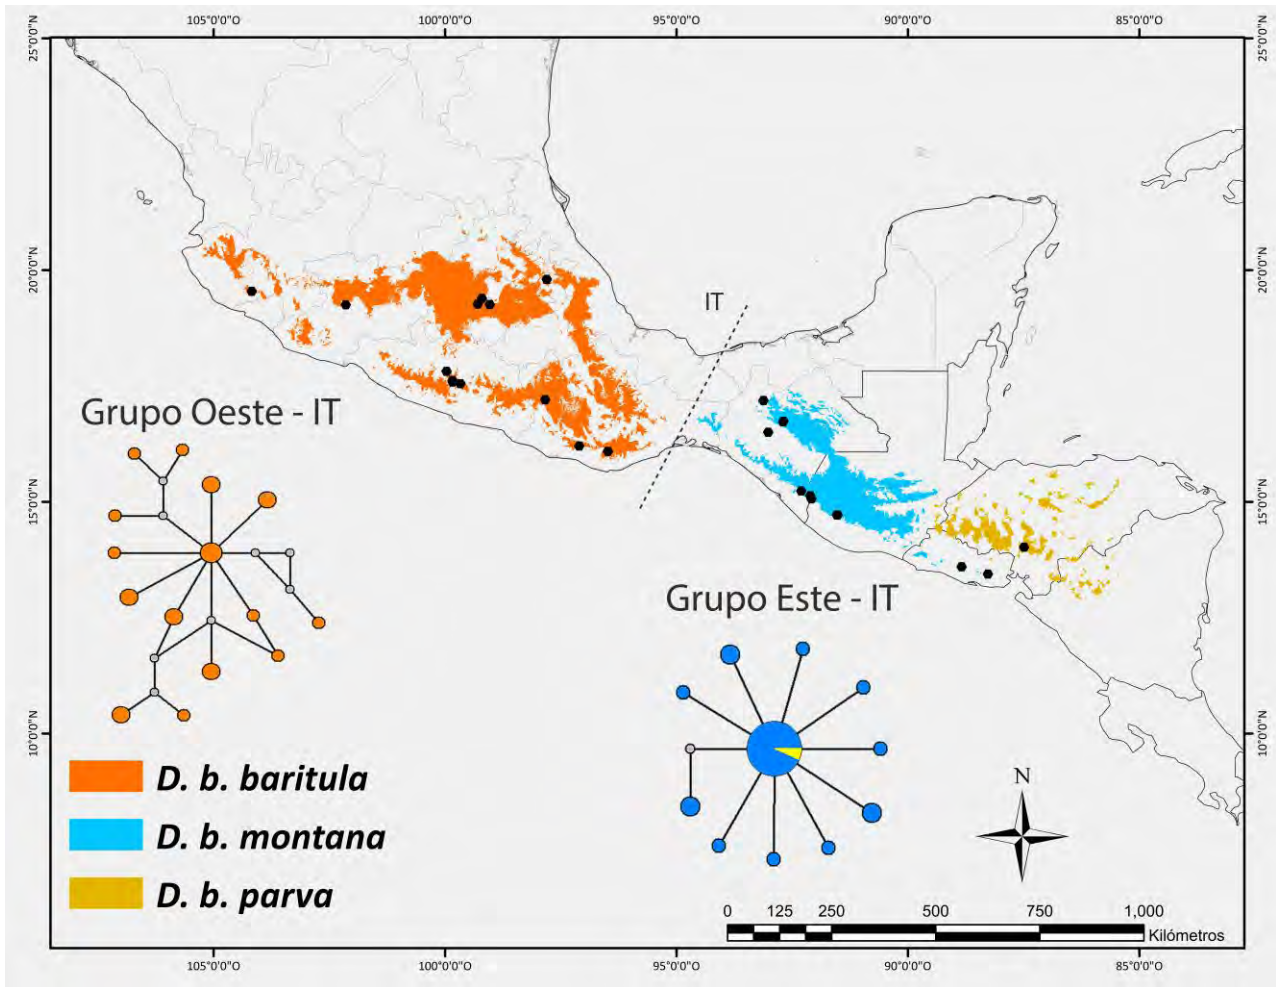 105°0'0"O 100°0'0"O 95°0'0"O 90°0'0"O 85°0'0"O
25°0'0"N 25°0'0"N
20°0'0"N 20°0'0"N
IT
Grupo Oeste - IT
15°0'0"N 15°0'0"N
Grupo Este - IT
10°0'0"N 10°0'0"N
D. b. baritula
N
D. b. montana
D. b. parva
0 125 250 500 750 1,000
Kilómetros
105°0'0"O 100°0'0"O 95°0'0"O 90°0'0"O 85°0'0"O